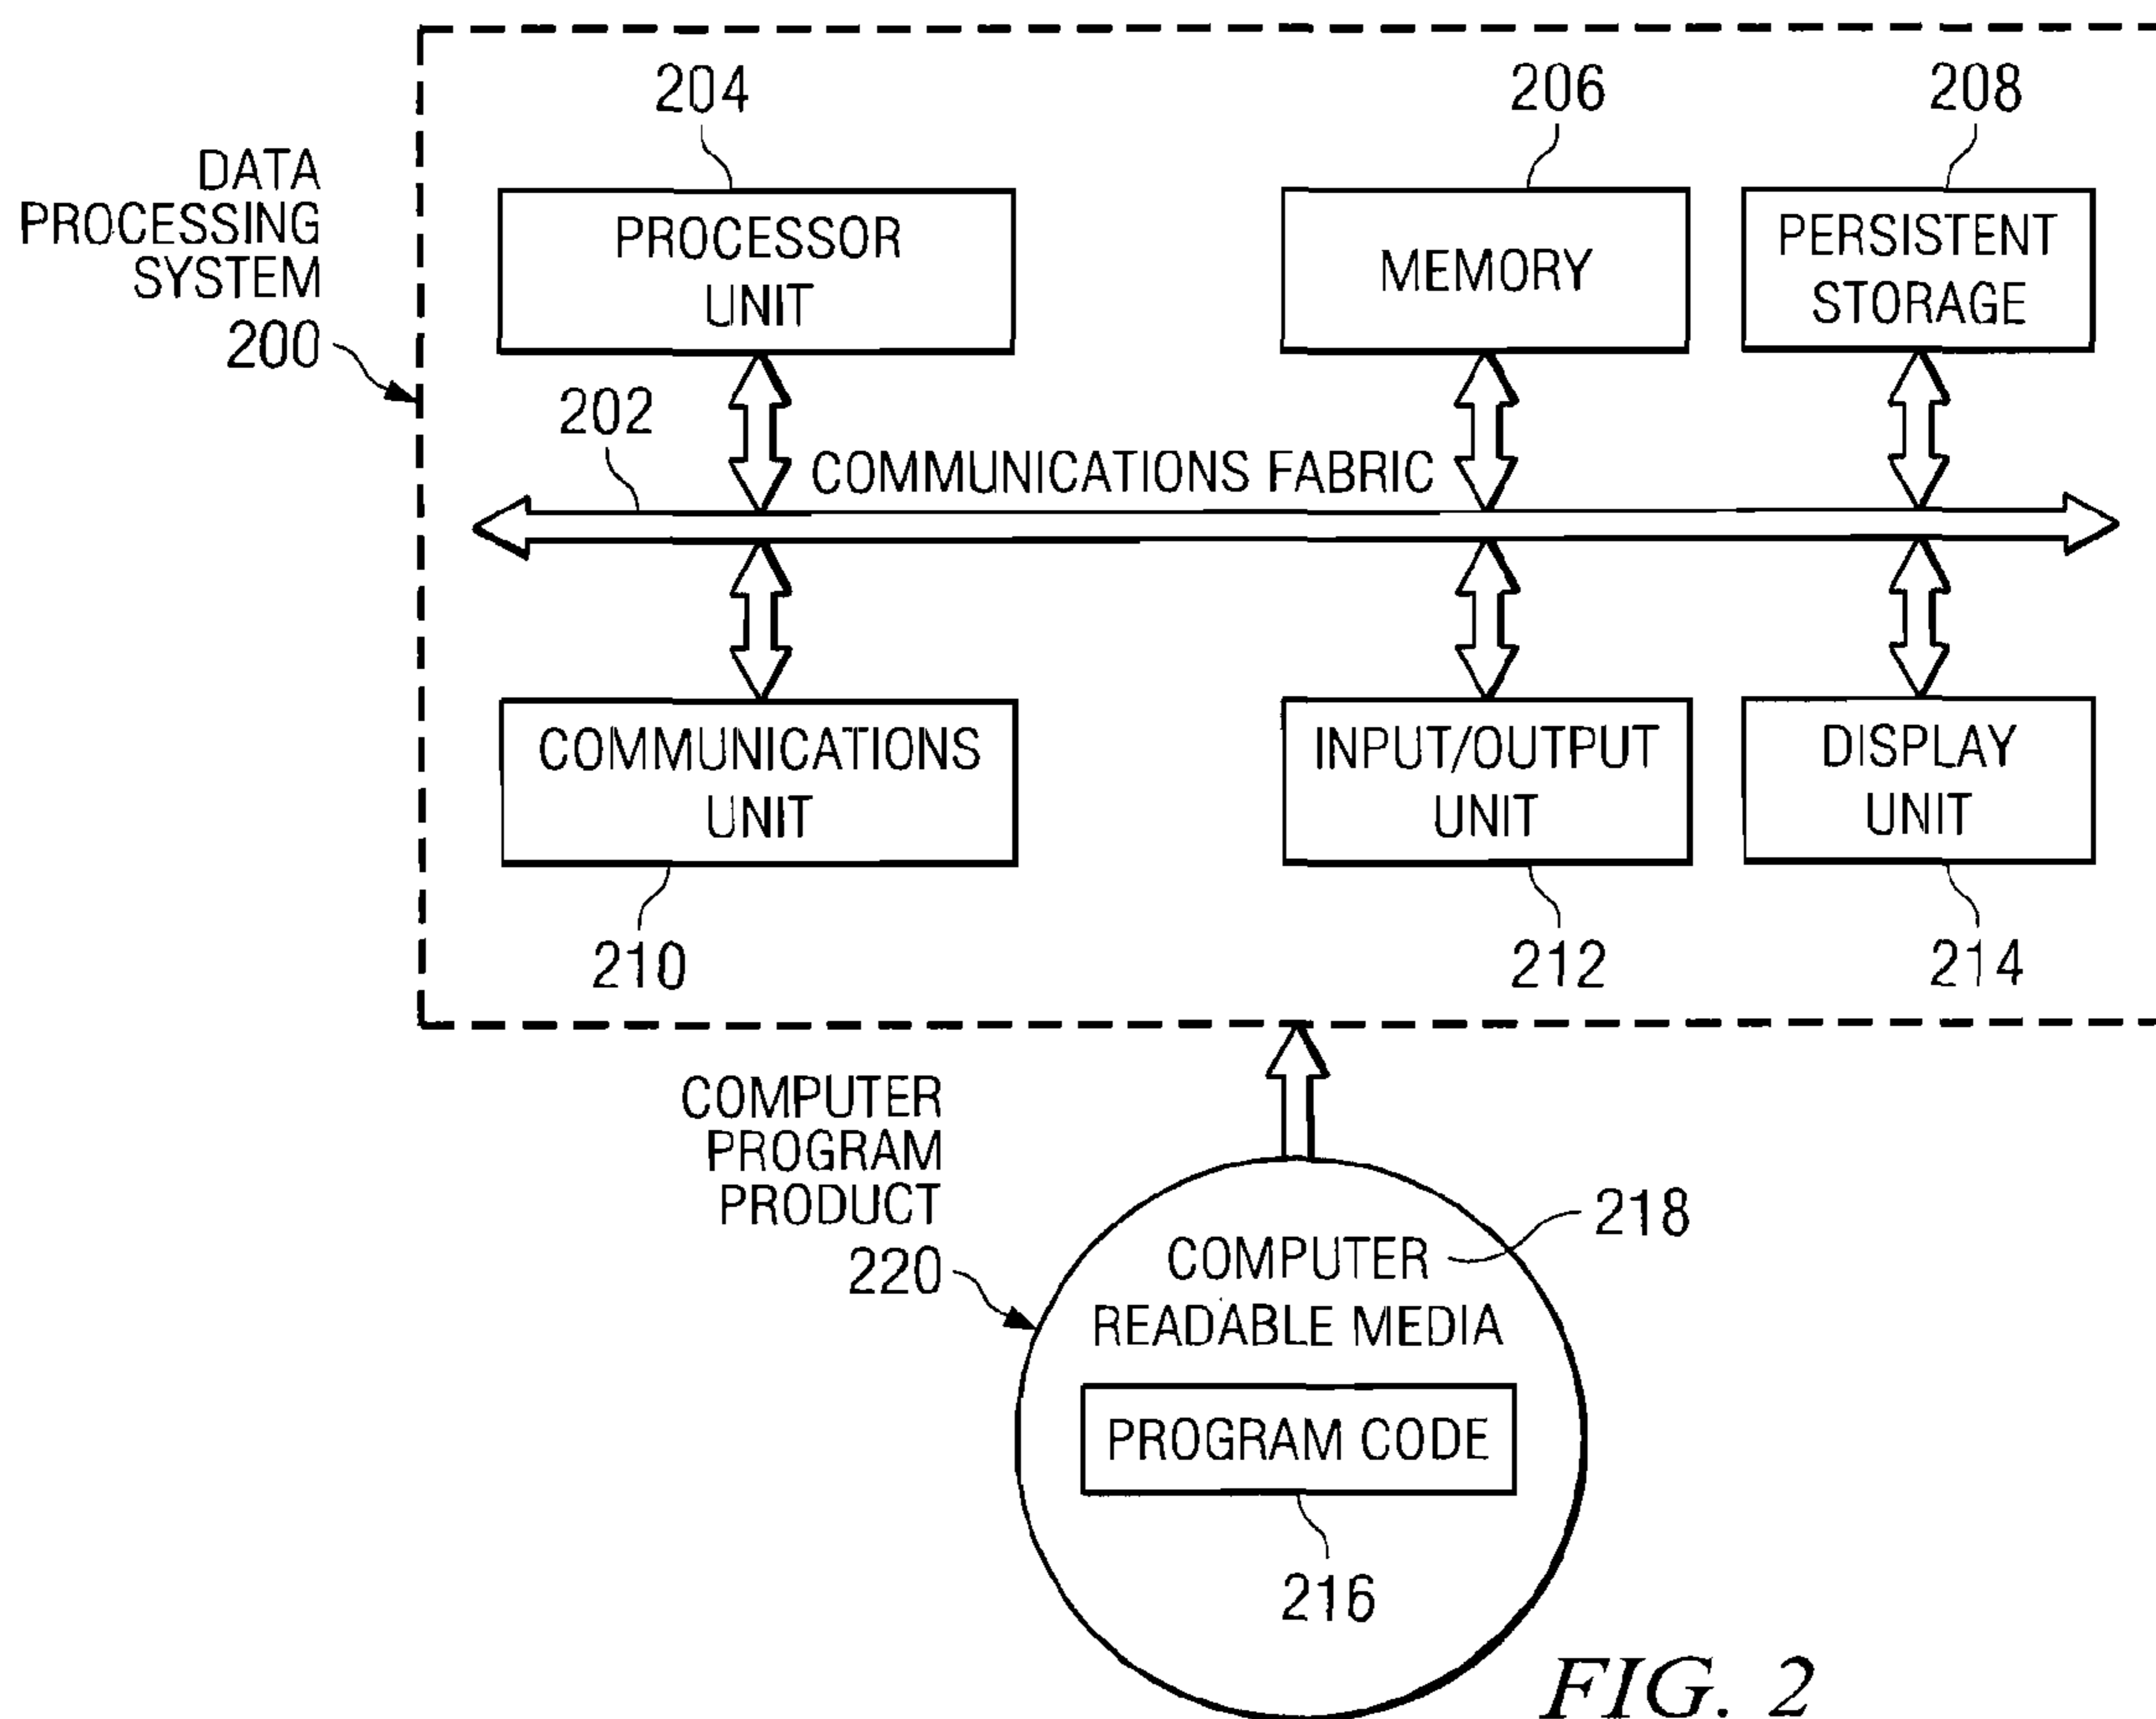 204
206
208
DATA
PROCESSING
SYSTEM
200
PROCESSOR
UNIT
MEMORY
PERSISTENT
STORAGE
202
COMMUNICATIONS FABRIC
COMMUNICATIONS
UNIT
INPUT/OUTPUT
UNIT
DISPLAY
UNIT
210
212
214
COMPUTER
PROGRAM
PRODUCT
220
218
COMPUTER
READABLE MEDIA
PROGRAM CODE
216
FIG. 2